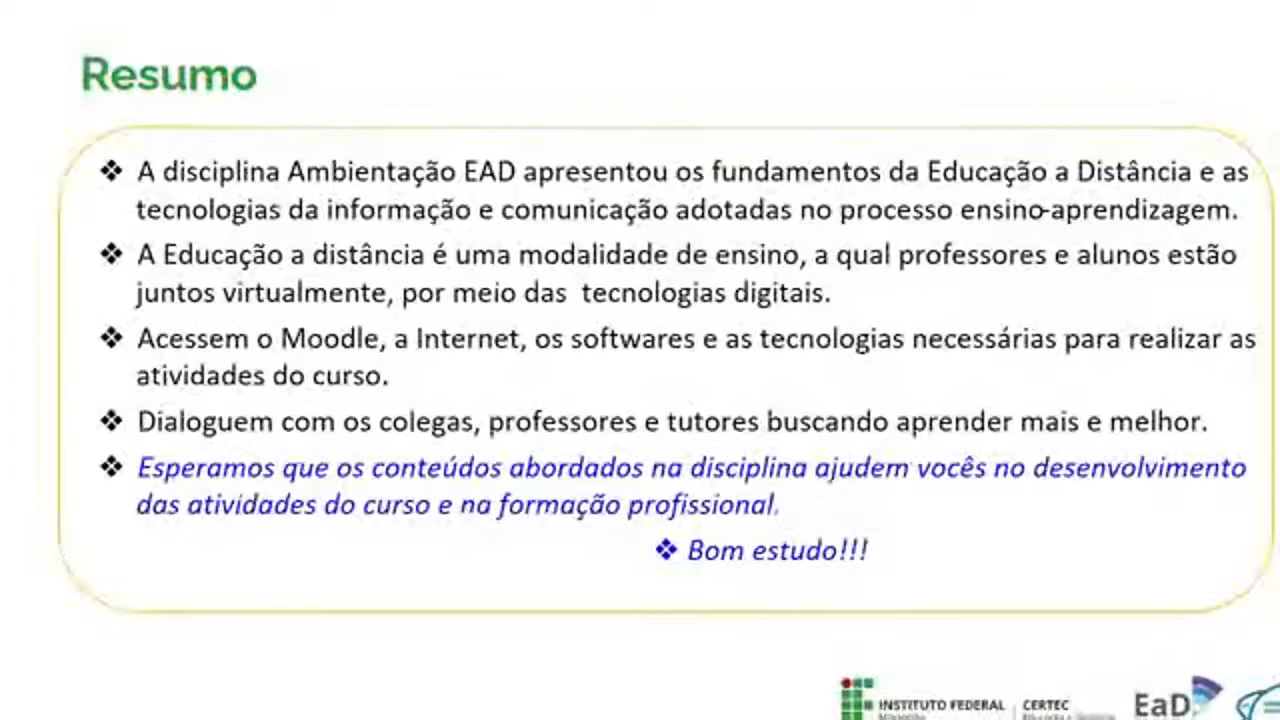 Resumo
❖ A disciplina Ambientação EAD apresentou os fundamentos da Educação a Distância e as
tecnologias da informação e comunicação adotadas no processo ensino-aprendizagem.
❖ A Educação a distância é uma modalidade de ensino, a qual professores e alunos estão
juntos virtualmente, por meio das tecnologias digitais.
❖ Acessem o Moodle, a Internet, os softwares e as tecnologias necessárias para realizar as
atividades do curso.
❖ Dialoguem com os colegas, professores e tutores buscando aprender mais e melhor.
❖ Esperamos que os conteúdos abordados na disciplina ajudem vocês no desenvolvimento
das atividades do curso e na formação profissional.
❖ Bom estudo!!!
INSTITUTO FEDERAL CERTEC EaD